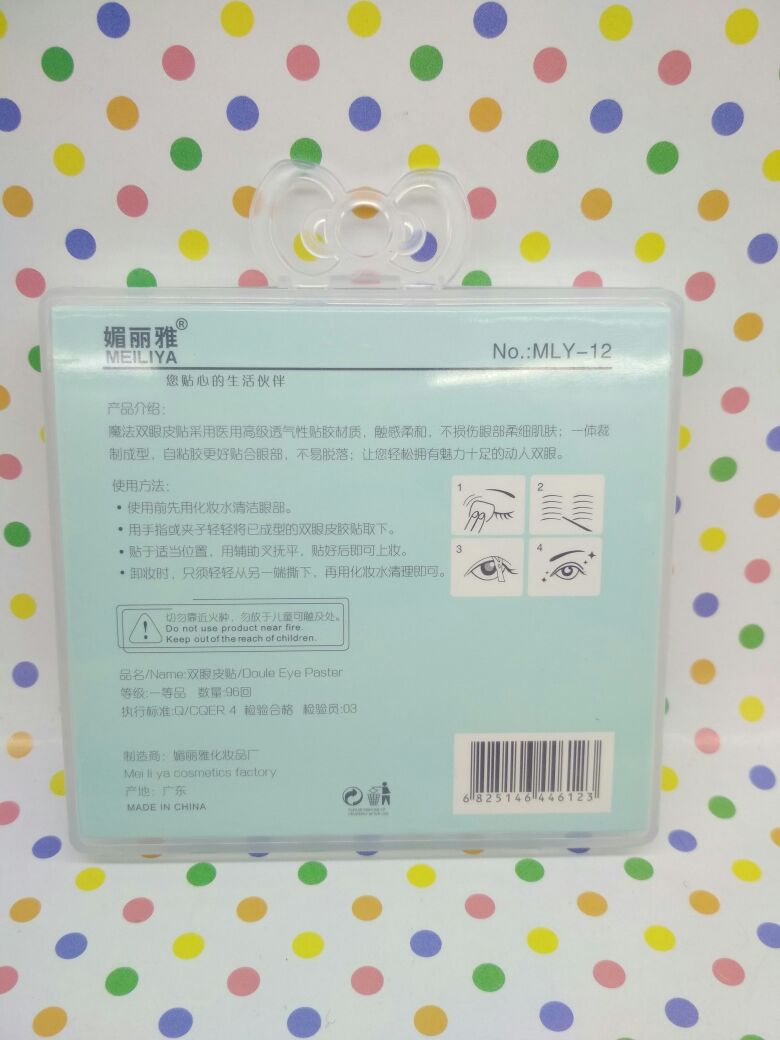 媚丽雅®
MEILIYA
No.:MLY-12
您贴心的生活伙伴
产品介绍:
魔法双眼皮贴采用医用高级透气性贴胶材质，触感柔和，不损伤眼部柔细肌肤；一体裁
制成型，自粘胶更好贴合眼部，不易脱落；让您轻松拥有魅力十足的动人双眼。
使用方法:
• 使用前先用化妆水清洁眼部。
• 用手指或夹子轻轻将已成型的双眼皮胶贴取下。
• 贴于适当位置，用辅助叉抚平，贴好后即可上妆。
• 卸妆时，只须轻轻从另一端撕下，再用化妆水清理即可。
1
2
3
4
切勿靠近火种，勿放于儿童可触及处。
Do not use product near fire.
Keep out of the reach of children.
品名/Name:双眼皮贴/Doule Eye Paster
等级:一等品 数量:96回
执行标准:Q/CQER 4 检验合格 检验员:03
制造商：媚丽雅化妆品厂
Mei li ya cosmetics factory
产地：广东
MADE IN CHINA
6 825146 446123